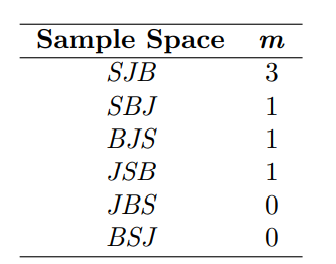 Sample Space m
SJB 3
SBJ 1
BJS 1
JSB 1
JBS 0
BSJ 0